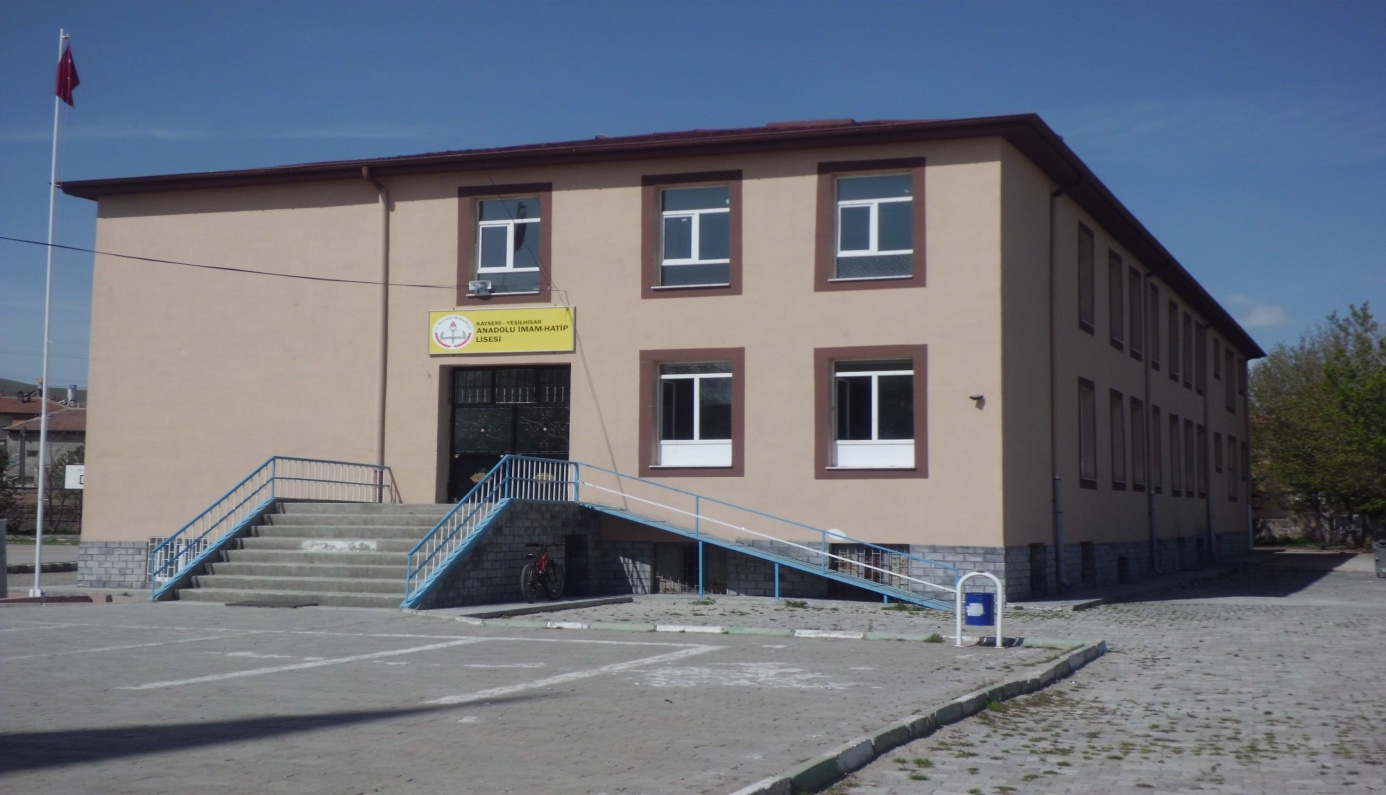 KAYSERİ - YEŞİLHİSAR
ANADOLU İMAM-HATİP
LİSESİ